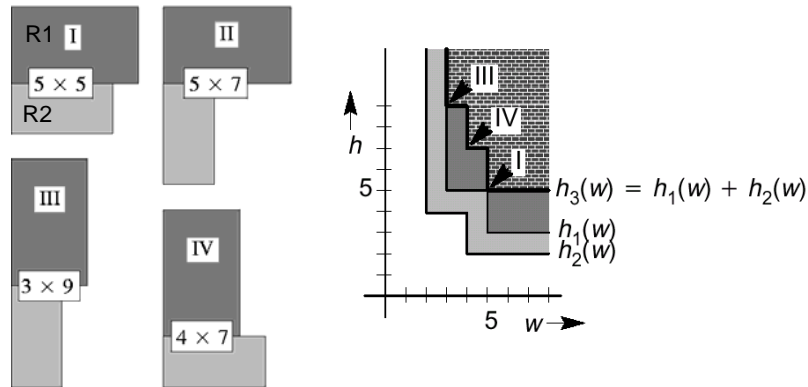 R1 I
5 × 5
R2
II
5 × 7
III
3 × 9
IV
4 × 7
III
IV
I
h
5
h₃(w) = h₁(w) + h₂(w)
h₁(w)
h₂(w)
5 w